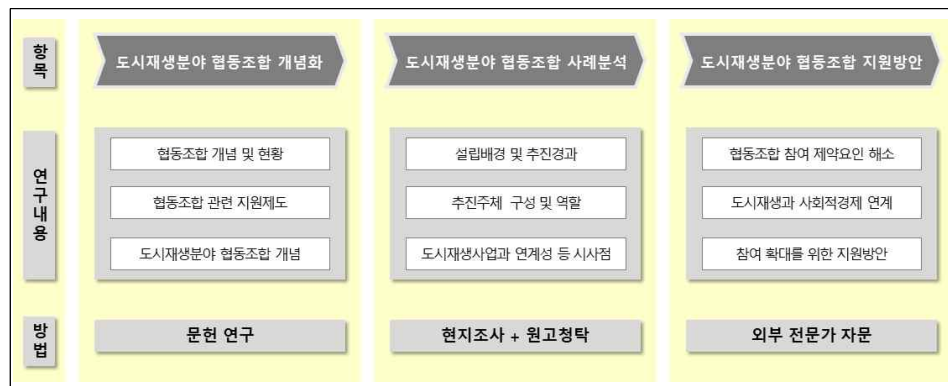 항목
도시재생분야 협동조합 개념화
도시재생분야 협동조합 사례분석
도시재생분야 협동조합 지원방안
연구내용
협동조합 개념 및 현황
협동조합 관련 지원제도
도시재생분야 협동조합 개념
설립배경 및 추진경과
추진주체 구성 및 역할
도시재생사업과 연계성 등 시사점
협동조합 참여 제약요인 해소
도시재생과 사회적경제 연계
참여 확대를 위한 지원방안
방법
문헌 연구
현지조사 + 원고청탁
외부 전문가 자문